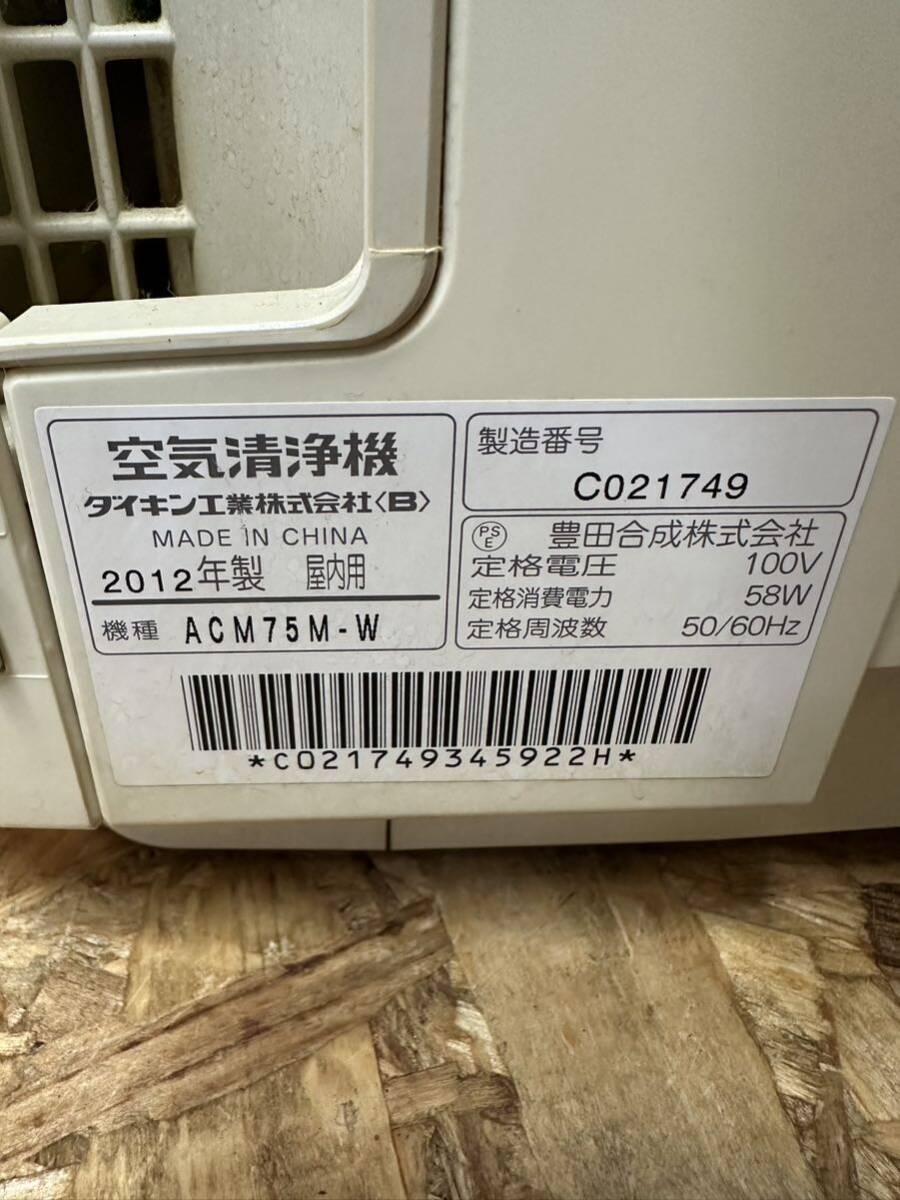 空気清浄機
ダイキン工業株式会社〈B〉
MADE IN CHINA
2012年製 屋内用
機種 ACM75M-W
製造番号
C021749
PSE 豊田合成株式会社
定格電圧 100V
定格消費電力 58W
定格周波数 50/60Hz
*C021749345922H*